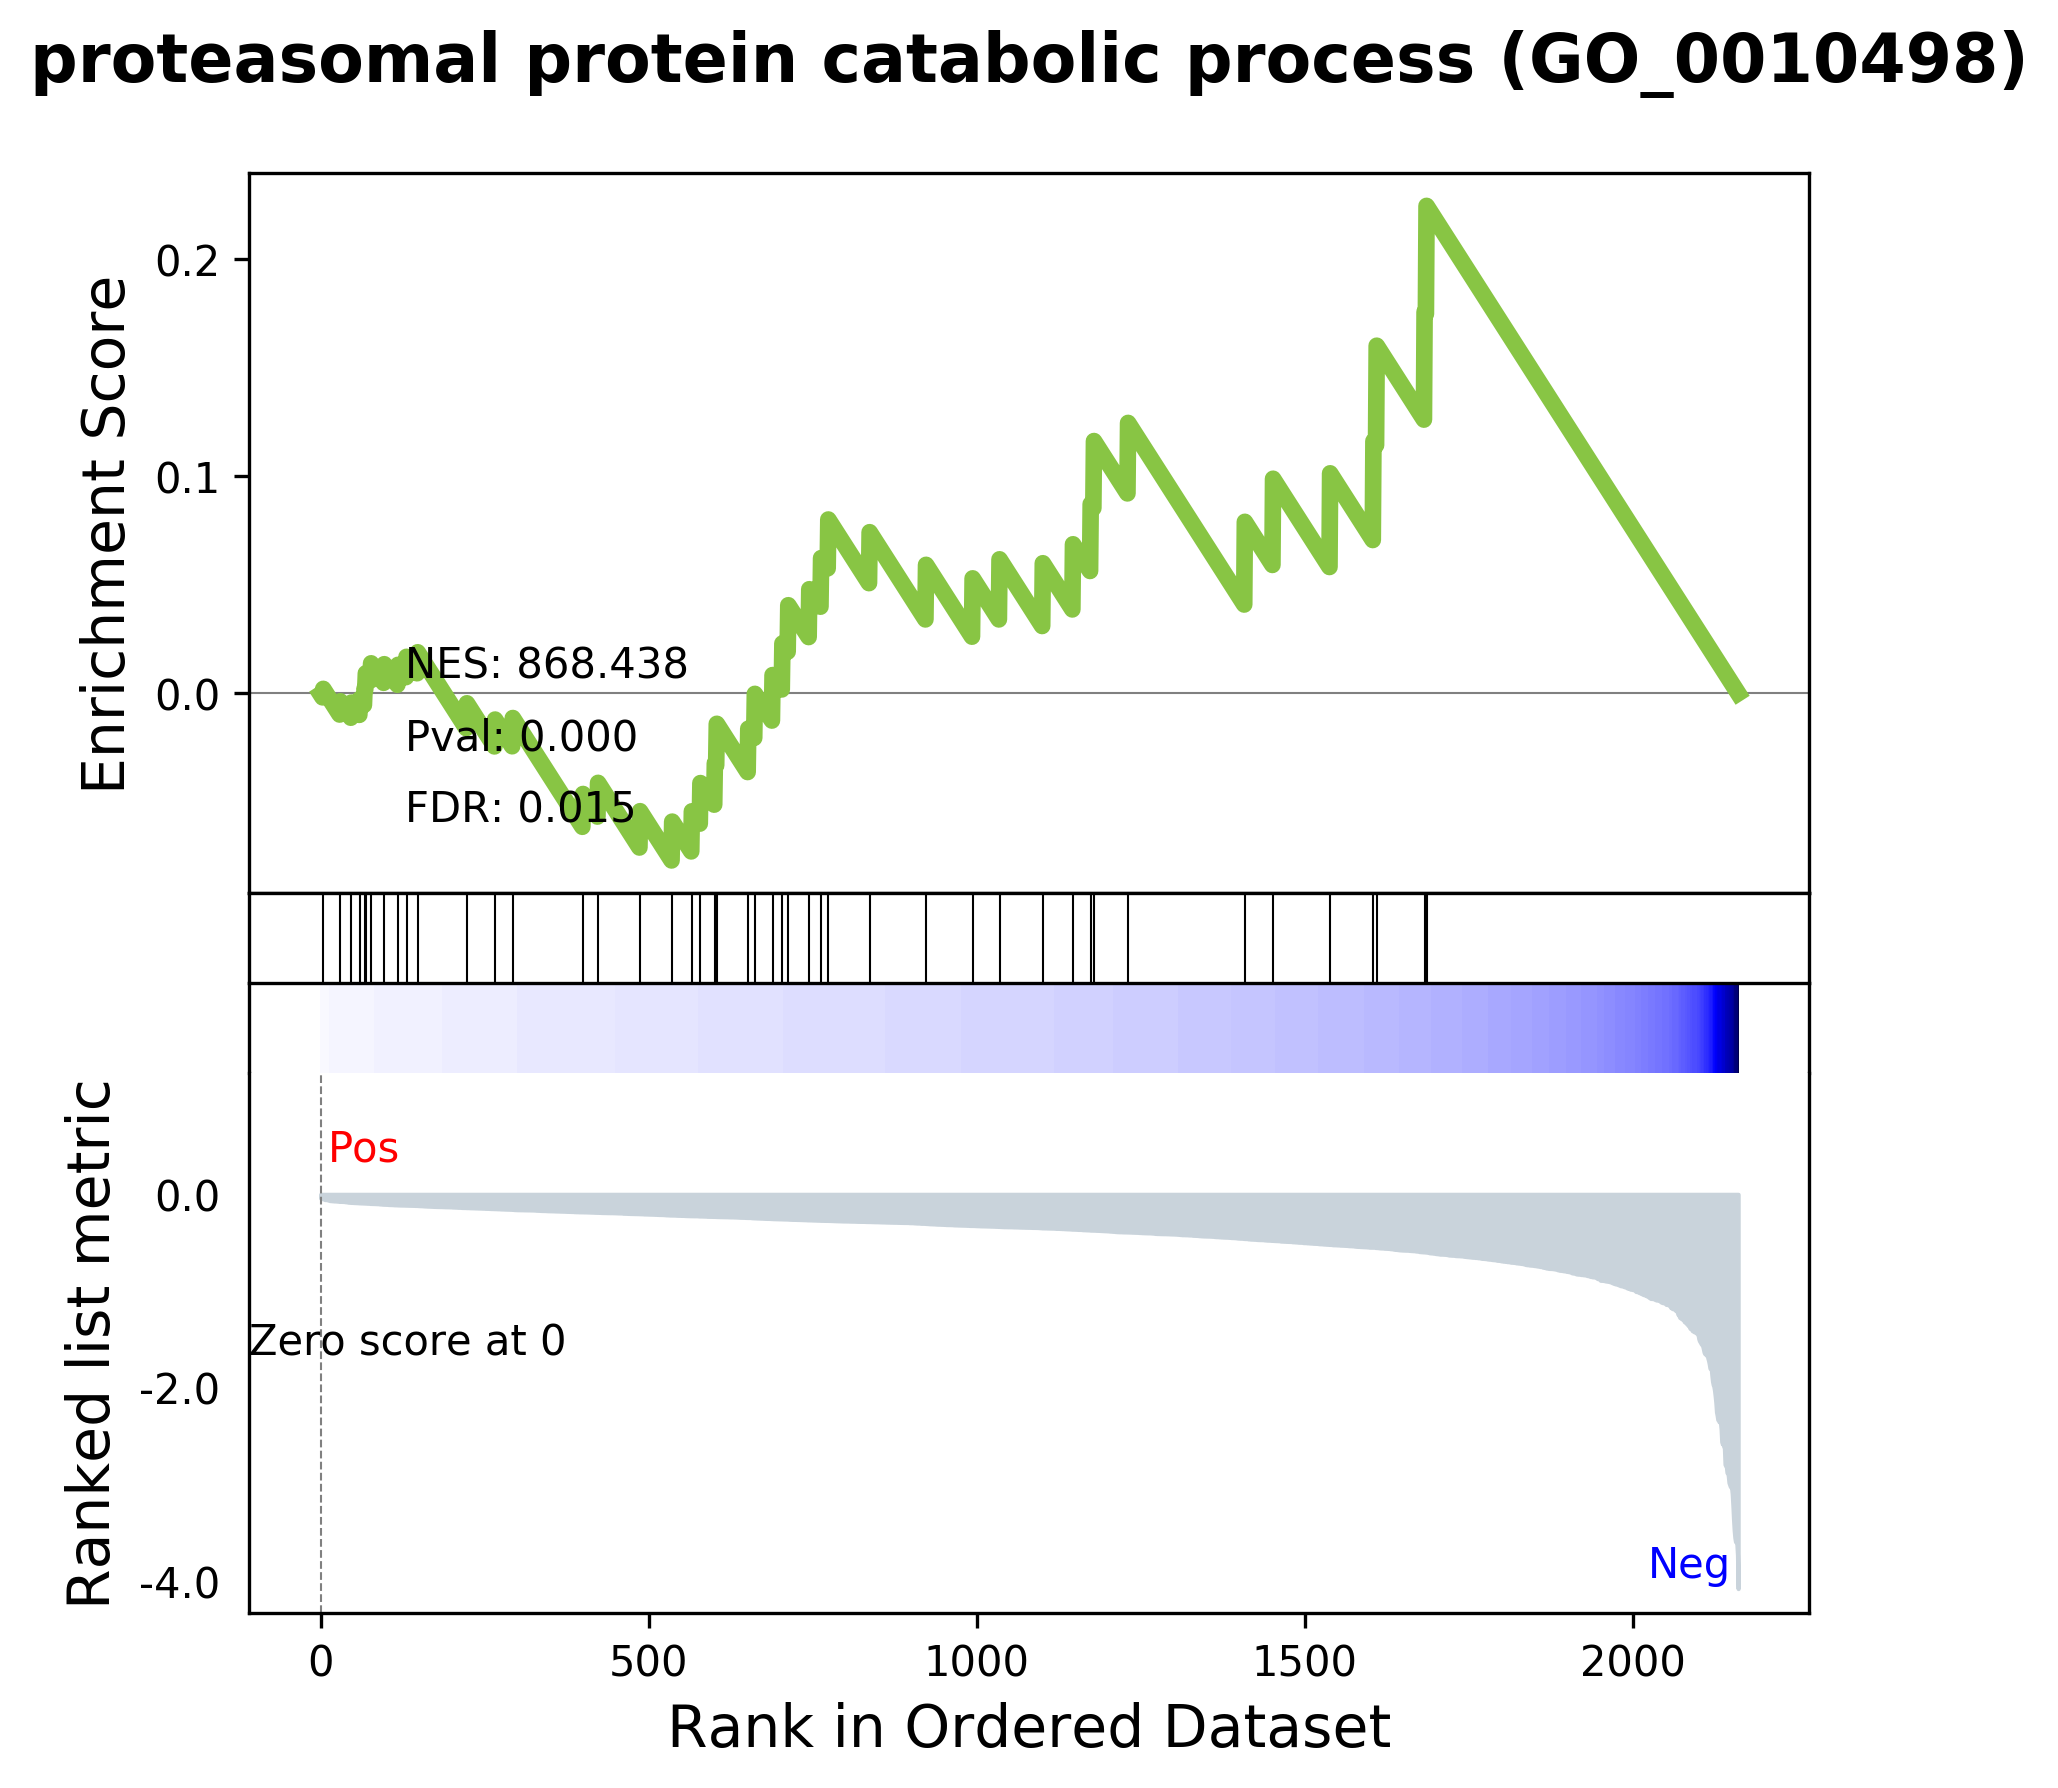 proteasomal protein catabolic process (GO_0010498)
Enrichment Score
0.2
0.1
0.0
NES: 868.438
Pval: 0.000
FDR: 0.015
Ranked list metric
Pos
0.0
Zero score at 0
-2.0
Neg
-4.0
0 500 1000 1500 2000
Rank in Ordered Dataset